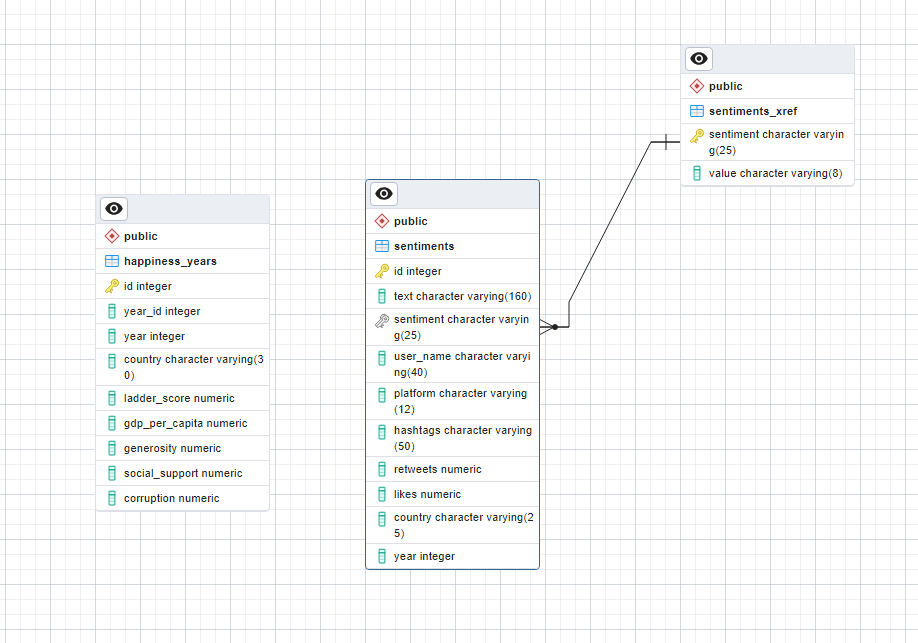 public
happiness_years
id integer
year_id integer
year integer
country character varying(3
0)
ladder_score numeric
gdp_per_capita numeric
generosity numeric
social_support numeric
corruption numeric
public
sentiments
id integer
text character varying(160)
sentiment character varyin
g(25)
user_name character varyi
ng(40)
platform character varying
(12)
hashtags character varying
(50)
retweets numeric
likes numeric
country character varying(2
5)
year integer
public
sentiments_xref
sentiment character varyin
g(25)
value character varying(8)